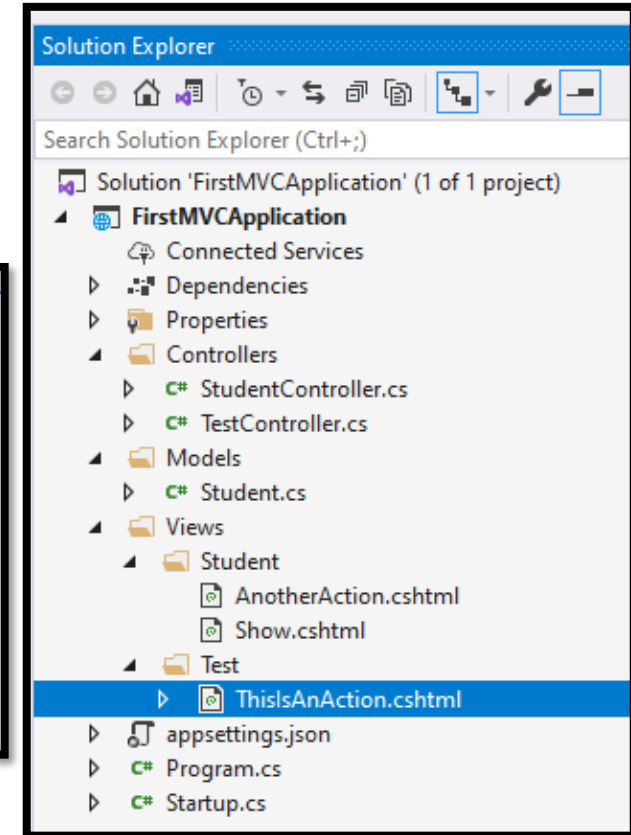 Solution Explorer
Search Solution Explorer (Ctrl+;)
Solution 'FirstMVCApplication' (1 of 1 project)
FirstMVCApplication
Connected Services
Dependencies
Properties
Controllers
C# StudentController.cs
C# TestController.cs
Models
C# Student.cs
Views
Student
AnotherAction.cshtml
Show.cshtml
Test
ThisIsAnAction.cshtml
appsettings.json
C# Program.cs
C# Startup.cs